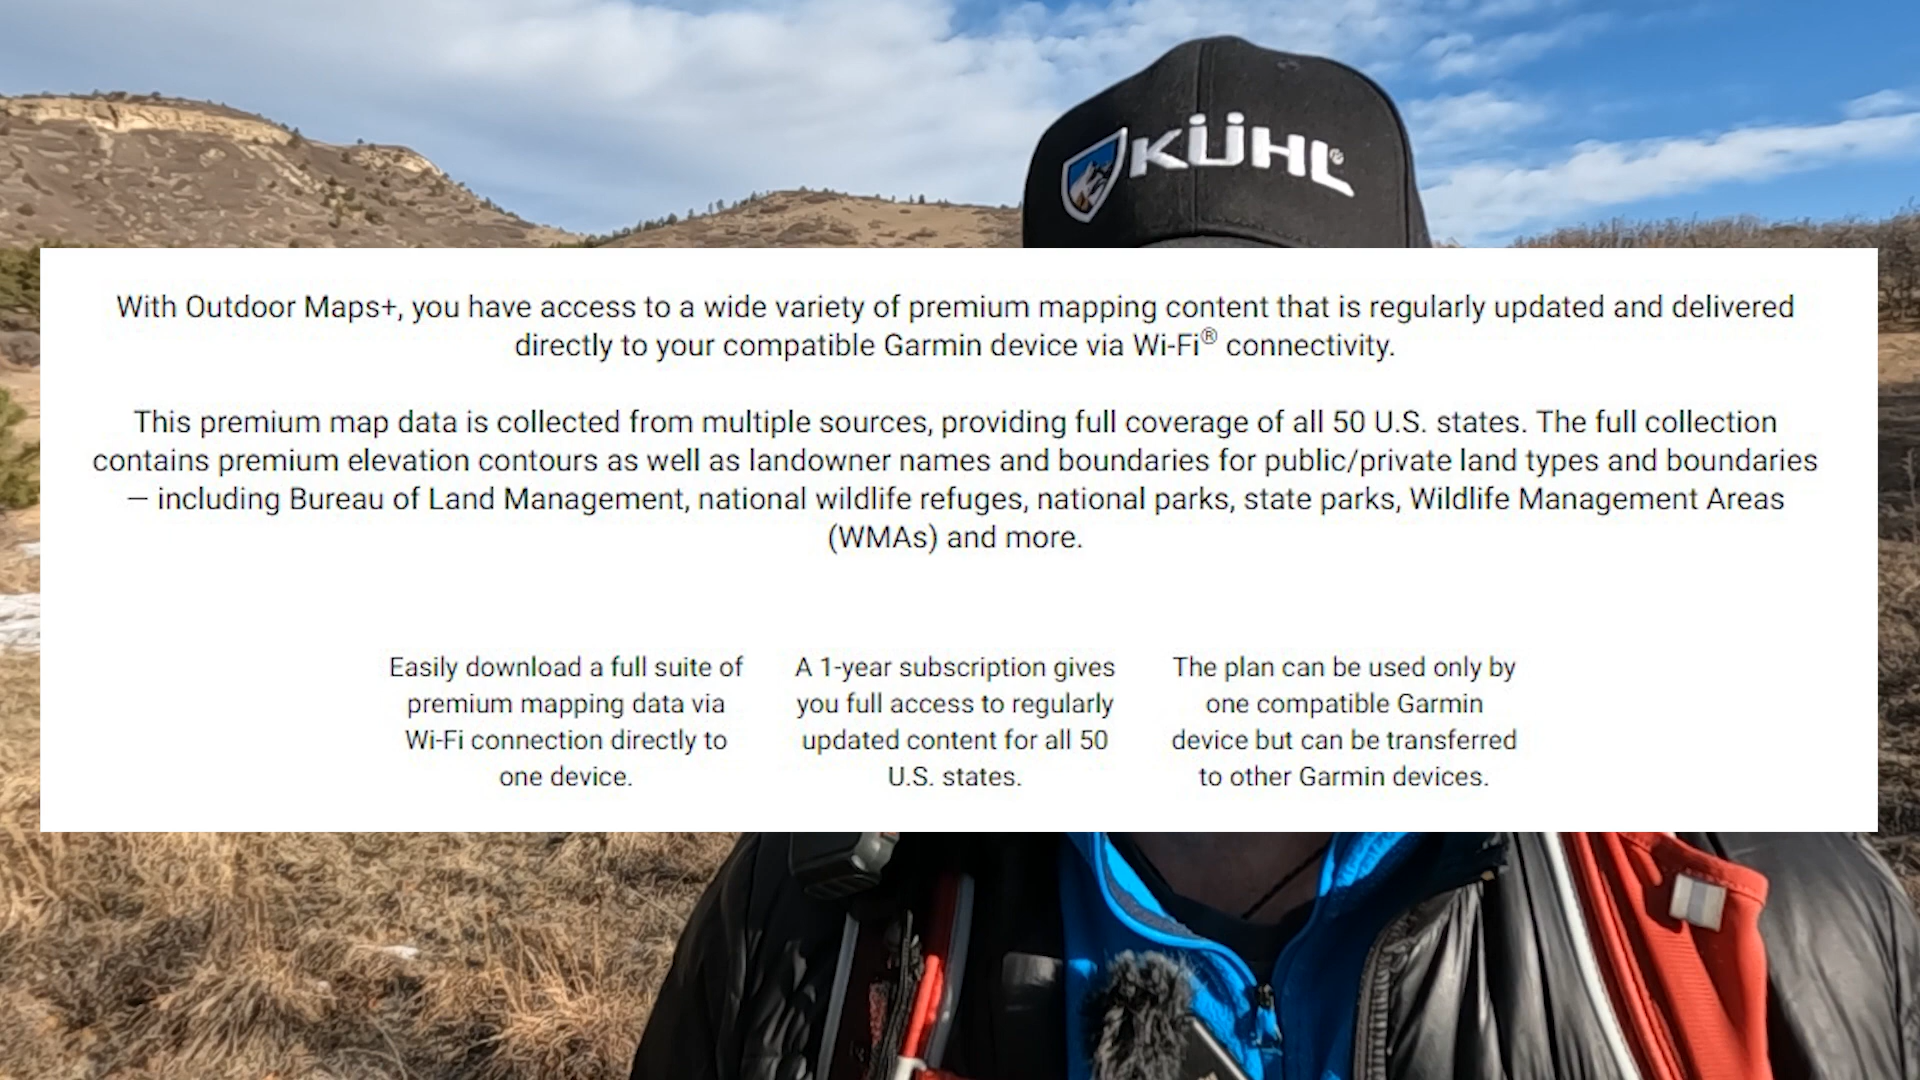 KÜHL®
With Outdoor Maps+, you have access to a wide variety of premium mapping content that is regularly updated and delivered
directly to your compatible Garmin device via Wi-Fi® connectivity.
This premium map data is collected from multiple sources, providing full coverage of all 50 U.S. states. The full collection
contains premium elevation contours as well as landowner names and boundaries for public/private land types and boundaries
— including Bureau of Land Management, national wildlife refuges, national parks, state parks, Wildlife Management Areas
(WMAs) and more.
Easily download a full suite of
premium mapping data via
Wi-Fi connection directly to
one device.
A 1-year subscription gives
you full access to regularly
updated content for all 50
U.S. states.
The plan can be used only by
one compatible Garmin
device but can be transferred
to other Garmin devices.